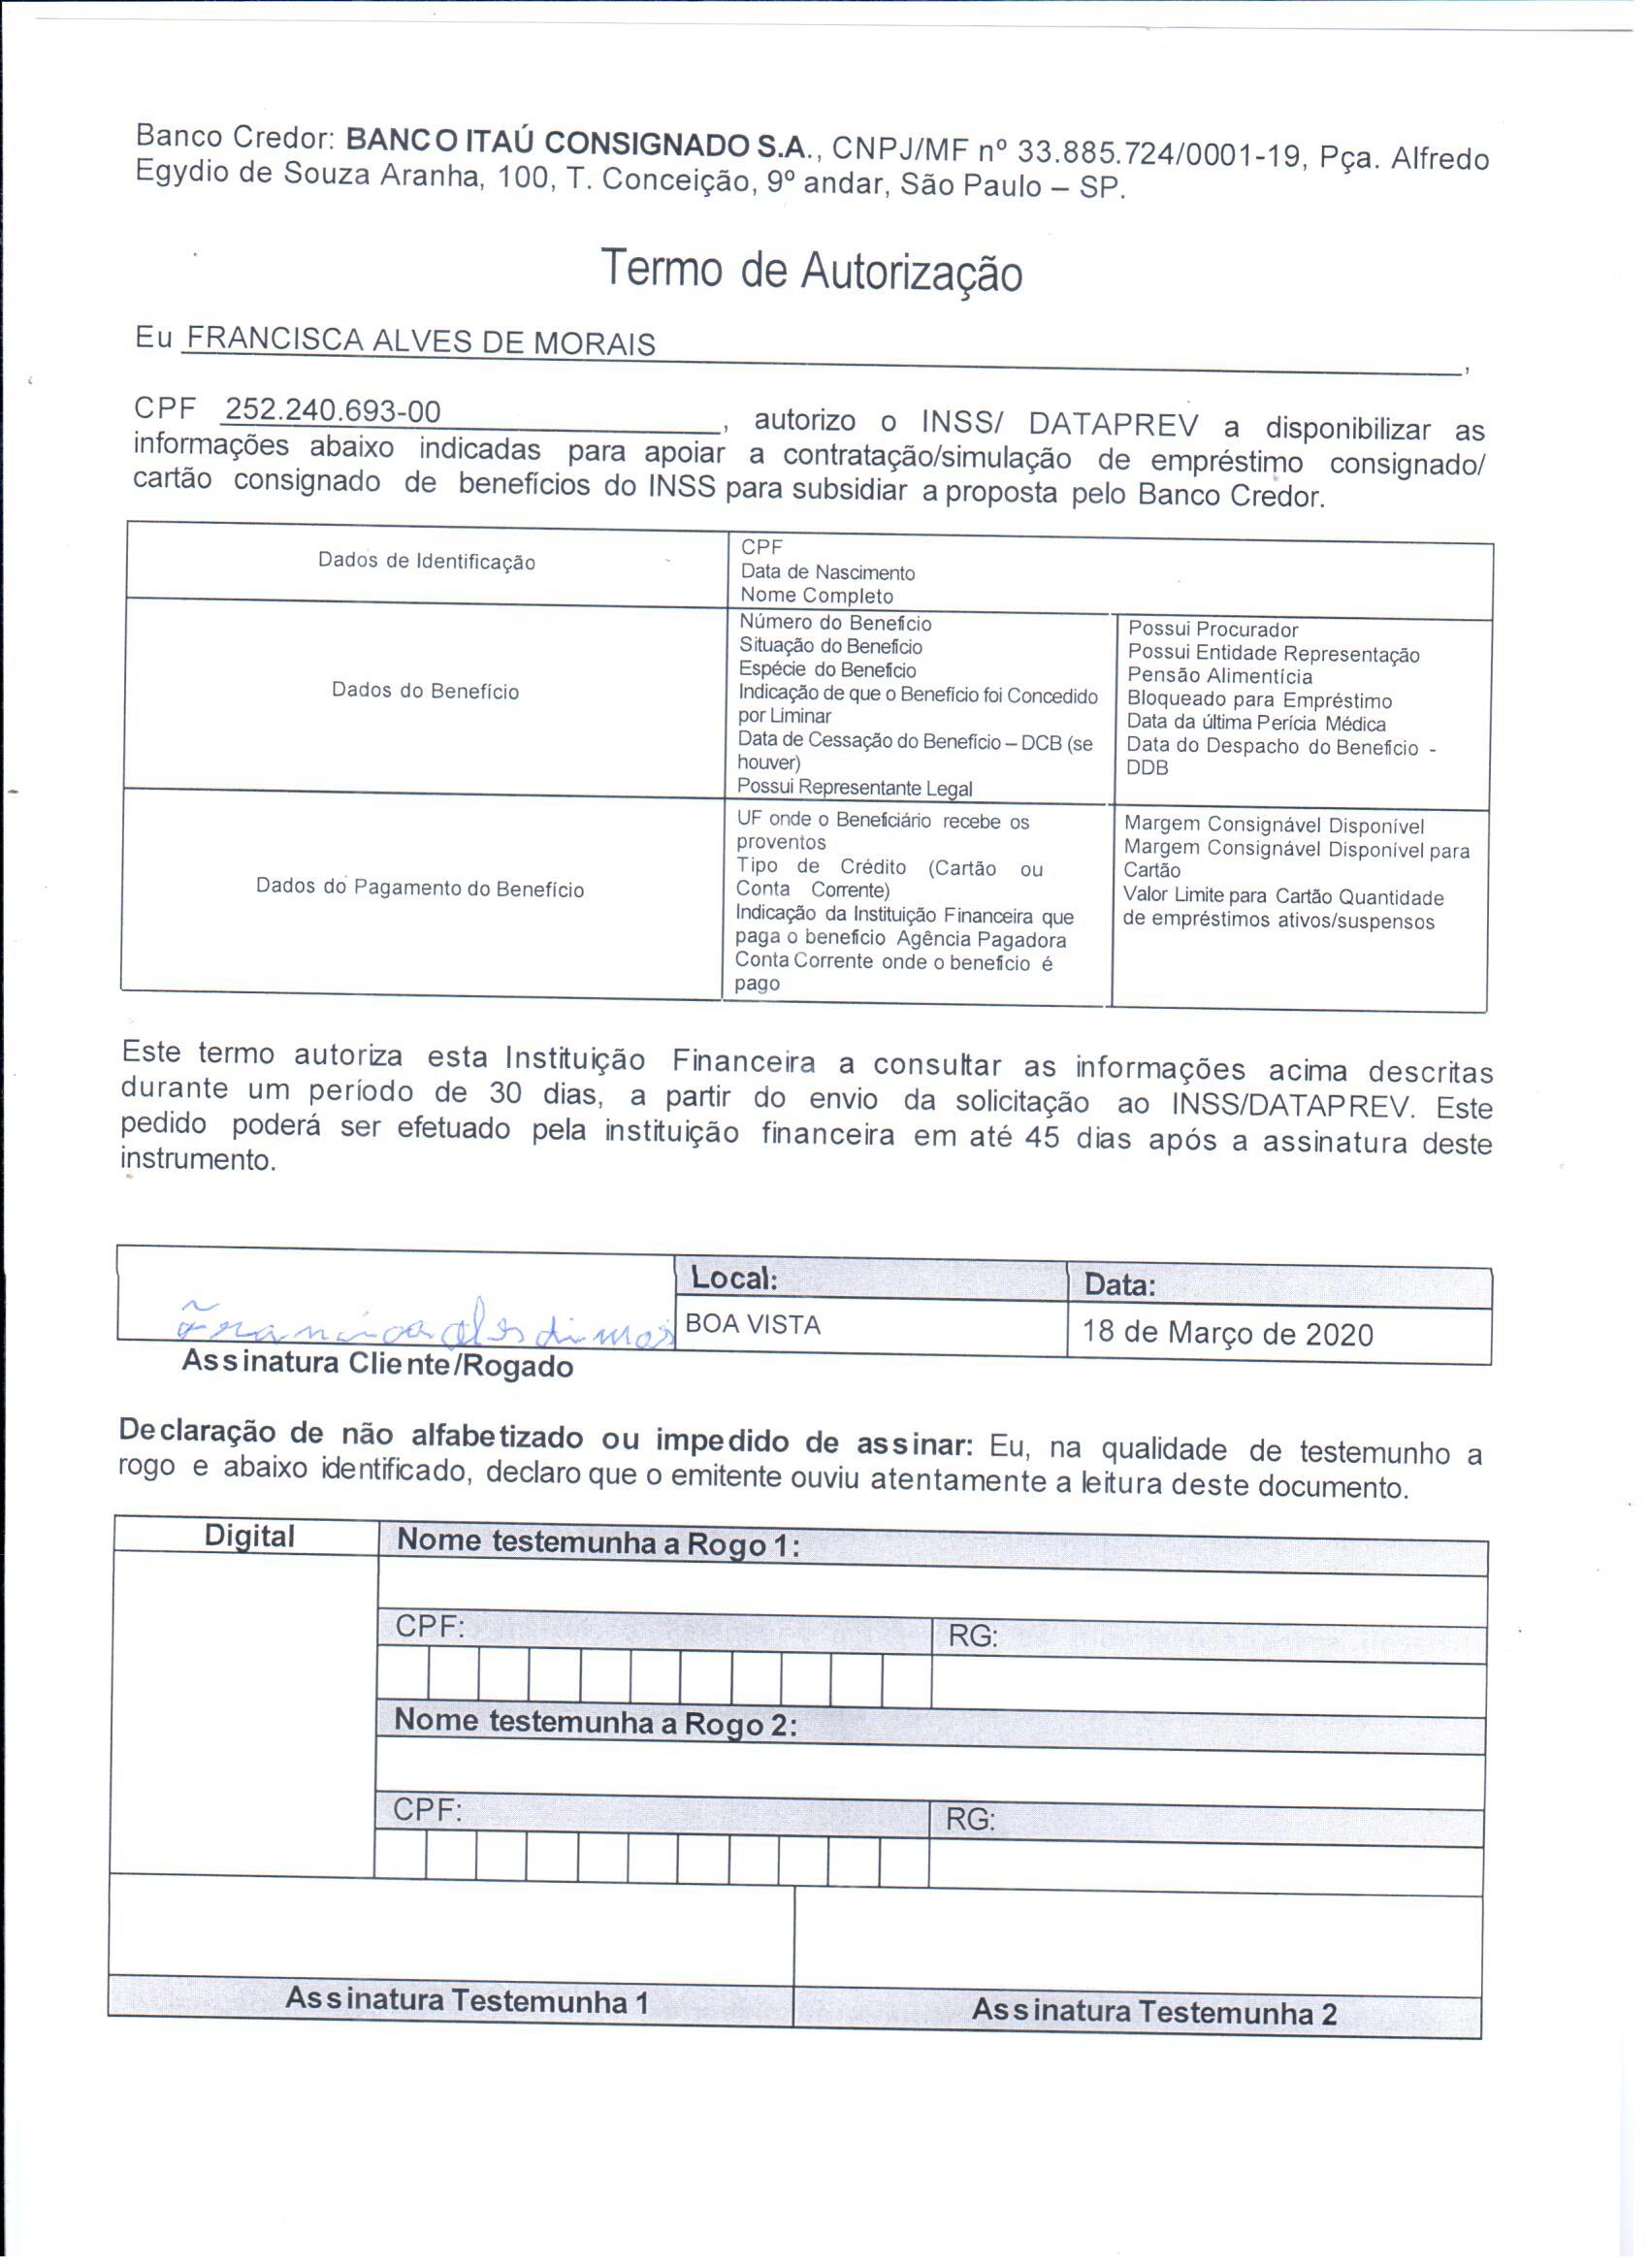 Banco Credor: BANCO ITAÚ CONSIGNADO S.A., CNPJ/MF nº 33.885.724/0001-19, Pça. Alfredo
Egydio de Souza Aranha, 100, T. Conceição, 9º andar, São Paulo – SP.
Termo de Autorização
Eu FRANCISCA ALVES DE MORAIS,
CPF 252.240.693-00, autorizo o INSS/ DATAPREV a disponibilizar as
informações abaixo indicadas para apoiar a contratação/simulação de empréstimo consignado/
cartão consignado de benefícios do INSS para subsidiar a proposta pelo Banco Credor.
Dados de Identificação
CPF
Data de Nascimento
Nome Completo
Dados do Benefício
Número do Benefício
Situação do Benefício
Espécie do Benefício
Indicação de que o Benefício foi Concedido
por Liminar
Data de Cessação do Benefício – DCB (se
houver)
Possui Representante Legal
Possui Procurador
Possui Entidade Representação
Pensão Alimentícia
Bloqueado para Empréstimo
Data da última Perícia Médica
Data do Despacho do Benefício -
DDB
Dados do Pagamento do Benefício
UF onde o Beneficiário recebe os
proventos
Tipo de Crédito (Cartão ou
Conta Corrente)
Indicação da Instituição Financeira que
paga o benefício Agência Pagadora
Conta Corrente onde o benefício é
pago
Margem Consignável Disponível
Margem Consignável Disponível para
Cartão
Valor Limite para Cartão Quantidade
de empréstimos ativos/suspensos
Este termo autoriza esta Instituição Financeira a consultar as informações acima descritas
durante um período de 30 dias, a partir do envio da solicitação ao INSS/DATAPREV. Este
pedido poderá ser efetuado pela instituição financeira em até 45 dias após a assinatura deste
instrumento.
Local:
Data:
BOA VISTA
18 de Março de 2020
Assinatura Cliente/Rogado
Declaração de não alfabetizado ou impedido de assinar: Eu, na qualidade de testemunho a
rogo e abaixo identificado, declaro que o emitente ouviu atentamente a leitura deste documento.
Digital
Nome testemunha a Rogo 1:
CPF:
RG:
Nome testemunha a Rogo 2:
CPF:
RG:
Assinatura Testemunha 1
Assinatura Testemunha 2